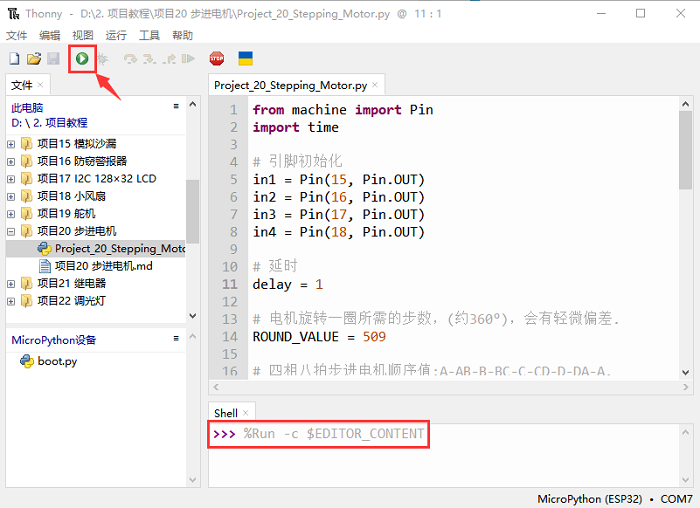 Thonny - D:\2. 项目教程\项目20 步进电机\Project_20_Stepping_Motor.py @ 11 : 1
文件 编辑 视图 运行 工具 帮助
STOP
文件 ×
此电脑
D: \ 2. 项目教程
项目15 模拟沙漏
项目16 防窃警报器
项目17 I2C 128×32 LCD
项目18 小风扇
项目19 舵机
项目20 步进电机
Project_20_Stepping_Moto
项目20 步进电机.md
项目21 继电器
项目22 调光灯
MicroPython设备
boot.py
Project_20_Stepping_Motor.py ×
1 from machine import Pin
2 import time
3
4 # 引脚初始化
5 in1 = Pin(15, Pin.OUT)
6 in2 = Pin(16, Pin.OUT)
7 in3 = Pin(17, Pin.OUT)
8 in4 = Pin(18, Pin.OUT)
9
10 # 延时
11 delay = 1
12
13 # 电机旋转一圈所需的步数，(约360°)，会有轻微偏差.
14 ROUND_VALUE = 509
15
16 # 四相八拍步进电机顺序值:A-AB-B-BC-C-CD-D-DA-A.
Shell ×
>>> %Run -c $EDITOR_CONTENT
MicroPython (ESP32) • COM7